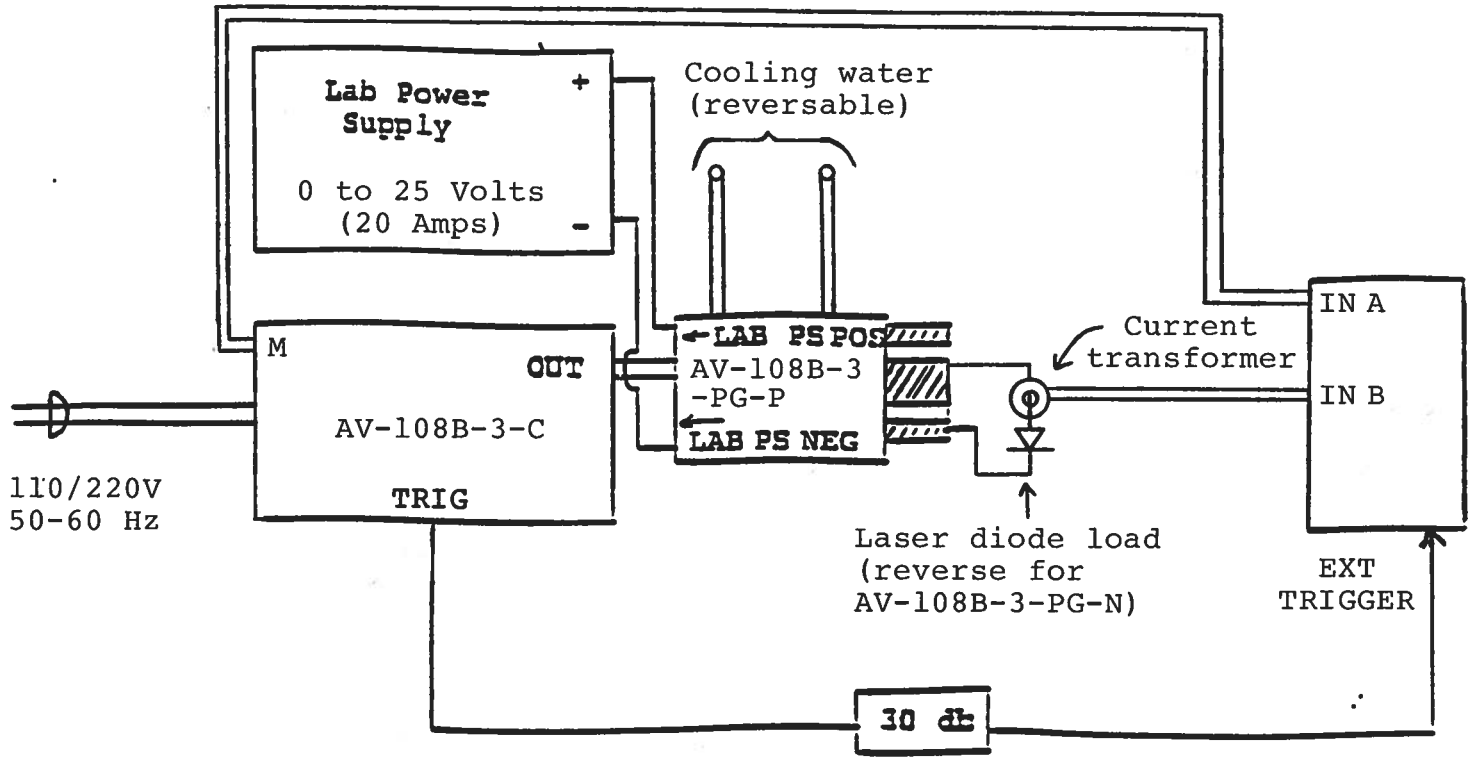 Lab Power
Supply
+
0 to 25 Volts
(20 Amps)
-
Cooling water
(reversable)
M
OUT
AV-108B-3-C
TRIG
110/220V
50-60 Hz
LAB PS POS
AV-108B-3
-PG-P
LAB PS NEG
Current
transformer
IN A
IN B
Laser diode load
(reverse for
AV-108B-3-PG-N)
EXT
TRIGGER
30 db